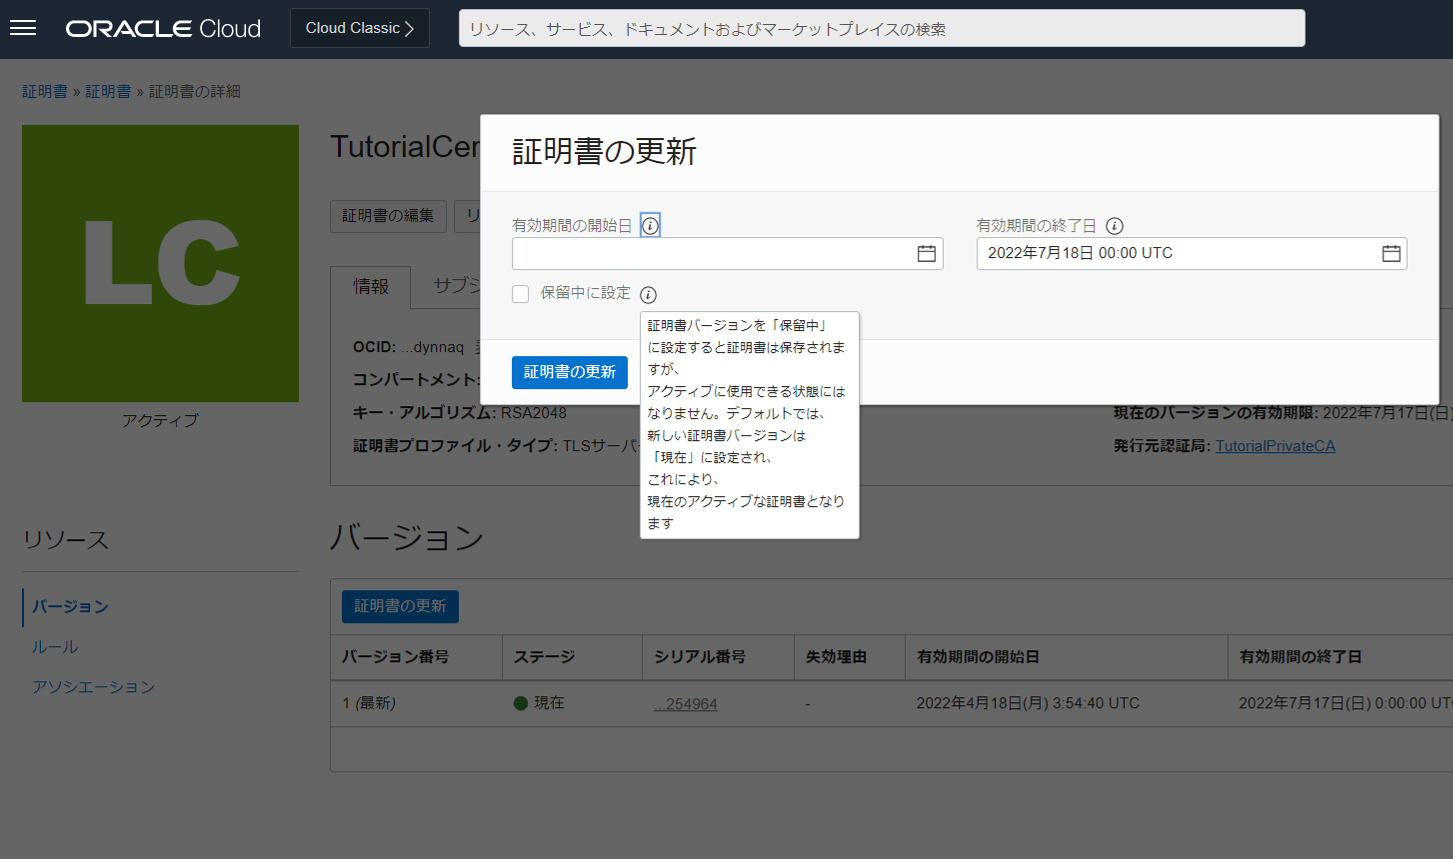 ORACLE Cloud
Cloud Classic
リソース、サービス、ドキュメントおよびマーケットプレイスの検索
証明書 » 証明書 » 証明書の詳細
LC
アクティブ
TutorialCer
証明書の編集
リ
情報
サブシ
OCID: ...dynnaq
コンパートメント:
キー・アルゴリズム: RSA2048
証明書プロファイル・タイプ: TLSサーバ
現在のバージョンの有効期限: 2022年7月17日(日)
発行元認証局: TutorialPrivateCA
証明書の更新
有効期間の開始日
有効期間の終了日
2022年7月18日 00:00 UTC
保留中に設定
証明書の更新
証明書バージョンを「保留中」
に設定すると証明書は保存されま
すが、
アクティブに使用できる状態には
なりません。デフォルトでは、
新しい証明書バージョンは
「現在」に設定され、
これにより、
現在のアクティブな証明書となり
ます
リソース
バージョン
ルール
アソシエーション
バージョン
証明書の更新
バージョン番号 ステージ シリアル番号 失効理由 有効期間の開始日 有効期間の終了日
1 (最新) 現在 ...254964 - 2022年4月18日(月) 3:54:40 UTC 2022年7月17日(日) 0:00:00 UT